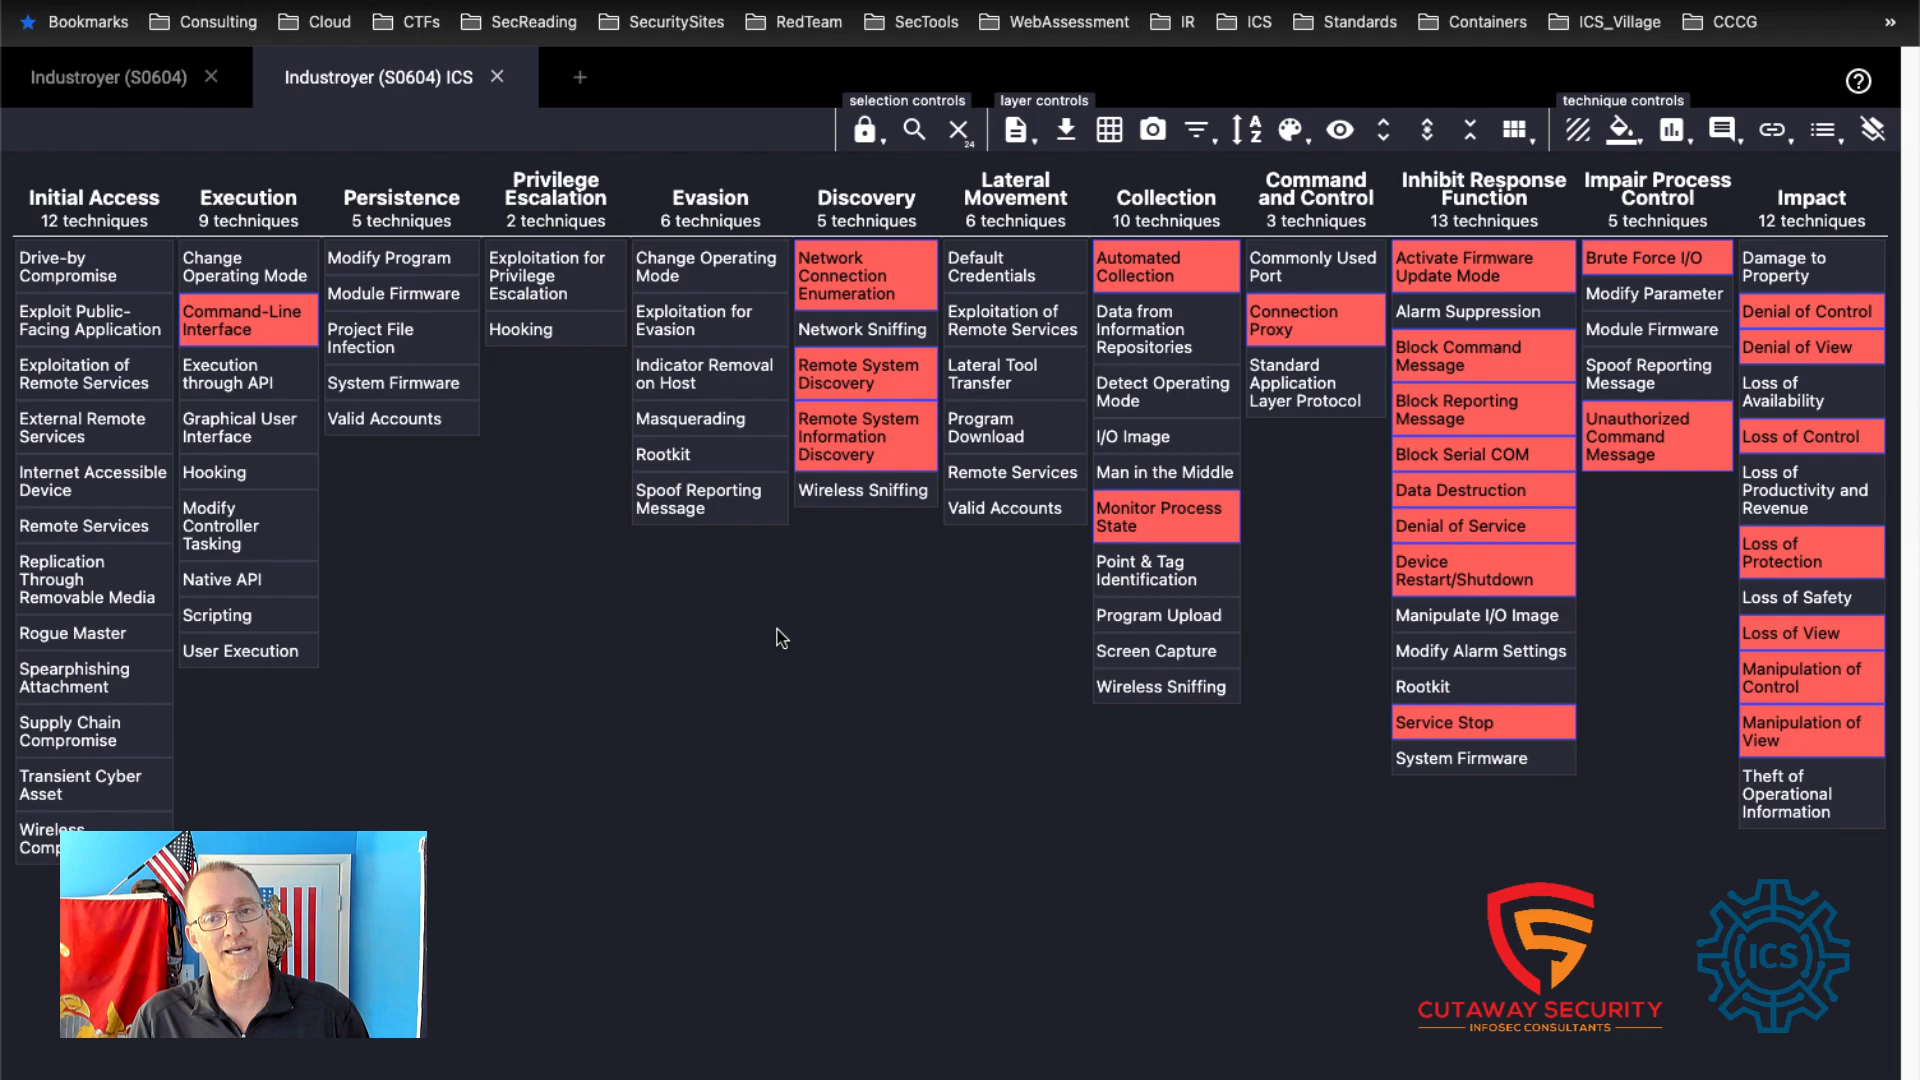 Bookmarks Consulting Cloud CTFs SecReading SecuritySites RedTeam SecTools WebAssessment IR ICS Standards Containers ICS_Village CCCG »
Industroyer (S0604) ×
Industroyer (S0604) ICS ×
+
selection controls
layer controls
technique controls
24
Initial Access
12 techniques
Drive-by
Compromise
Exploit Public-
Facing Application
Exploitation of
Remote Services
External Remote
Services
Internet Accessible
Device
Remote Services
Replication
Through
Removable Media
Rogue Master
Spearphishing
Attachment
Supply Chain
Compromise
Transient Cyber
Asset
Wireless
Comp
Execution
9 techniques
Change
Operating Mode
Command-Line
Interface
Execution
through API
Graphical User
Interface
Hooking
Modify
Controller
Tasking
Native API
Scripting
User Execution
Persistence
5 techniques
Modify Program
Module Firmware
Project File
Infection
System Firmware
Valid Accounts
Privilege
Escalation
2 techniques
Exploitation for
Privilege
Escalation
Hooking
Evasion
6 techniques
Change Operating
Mode
Exploitation for
Evasion
Indicator Removal
on Host
Masquerading
Rootkit
Spoof Reporting
Message
Discovery
5 techniques
Network
Connection
Enumeration
Network Sniffing
Remote System
Discovery
Remote System
Information
Discovery
Wireless Sniffing
Lateral
Movement
6 techniques
Default
Credentials
Exploitation of
Remote Services
Lateral Tool
Transfer
Program
Download
Remote Services
Valid Accounts
Collection
10 techniques
Automated
Collection
Data from
Information
Repositories
Detect Operating
Mode
I/O Image
Man in the Middle
Monitor Process
State
Point & Tag
Identification
Program Upload
Screen Capture
Wireless Sniffing
Command
and Control
3 techniques
Commonly Used
Port
Connection
Proxy
Standard
Application
Layer Protocol
Inhibit Response
Function
13 techniques
Activate Firmware
Update Mode
Alarm Suppression
Block Command
Message
Block Reporting
Message
Block Serial COM
Data Destruction
Denial of Service
Device
Restart/Shutdown
Manipulate I/O Image
Modify Alarm Settings
Rootkit
Service Stop
System Firmware
Impair Process
Control
5 techniques
Brute Force I/O
Modify Parameter
Module Firmware
Spoof Reporting
Message
Unauthorized
Command
Message
Impact
12 techniques
Damage to
Property
Denial of Control
Denial of View
Loss of
Availability
Loss of Control
Loss of
Productivity and
Revenue
Loss of
Protection
Loss of Safety
Loss of View
Manipulation of
Control
Manipulation of
View
Theft of
Operational
Information
CUTAWAY SECURITY
INFOSEC CONSULTANTS
ICS